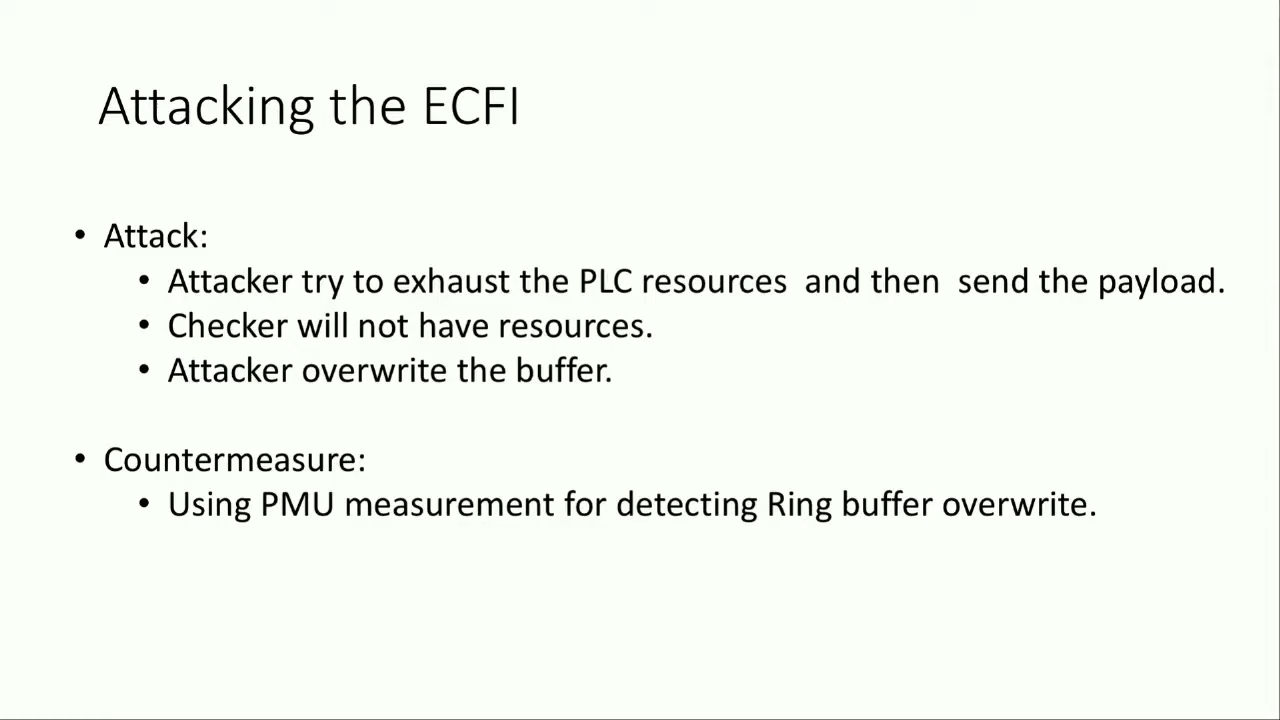 Attacking the ECFI
• Attack:
• Attacker try to exhaust the PLC resources  and then  send the payload.
• Checker will not have resources.
• Attacker overwrite the buffer.
• Countermeasure:
• Using PMU measurement for detecting Ring buffer overwrite.